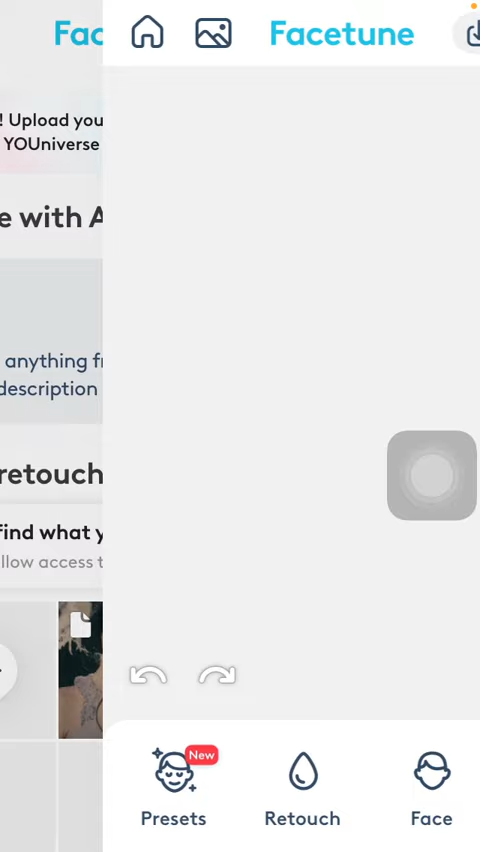 Fac
Facetune
! Upload you
YOUniverse
e with A
anything fr
description
retouch
find what y
llow access t
New
Presets
Retouch
Face